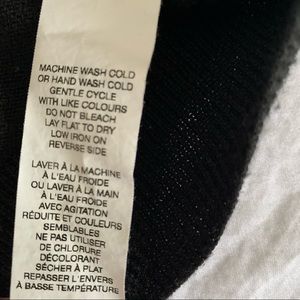 MACHINE WASH COLD
OR HAND WASH COLD
GENTLE CYCLE
WITH LIKE COLOURS
DO NOT BLEACH
LAY FLAT TO DRY
LOW IRON ON
REVERSE SIDE
LAVER À LA MACHINE
À L'EAU FROIDE
OU LAVER À LA MAIN
À L'EAU FROIDE
AVEC AGITATION
RÉDUITE ET COULEURS
SEMBLABLES
NE PAS UTILISER
DE CHLORURE
DÉCOLORANT
SÉCHER À PLAT
REPASSER L'ENVERS
À BASSE TEMPÉRATURE